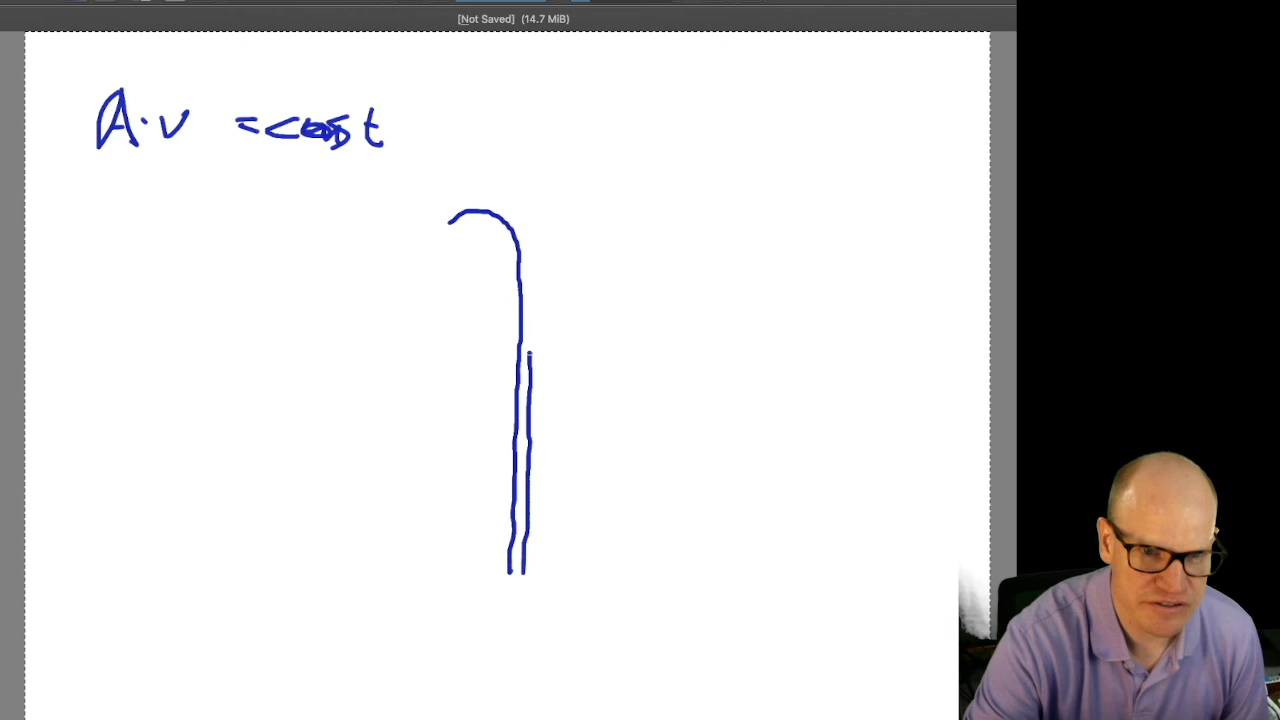 [Not Saved] (14.7 MiB)
A·v = const